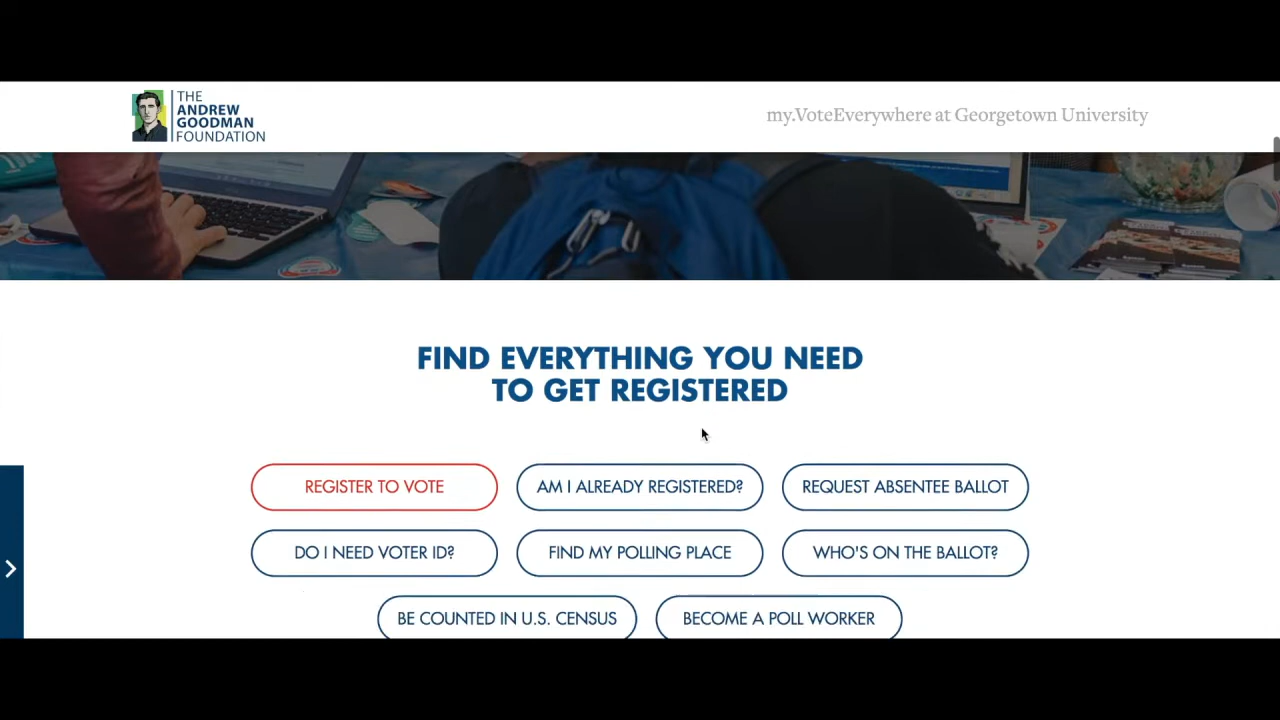 THE
ANDREW
GOODMAN
FOUNDATION
my.VoteEverywhere at Georgetown University
FIND EVERYTHING YOU NEED
TO GET REGISTERED
REGISTER TO VOTE
AM I ALREADY REGISTERED?
REQUEST ABSENTEE BALLOT
DO I NEED VOTER ID?
FIND MY POLLING PLACE
WHO'S ON THE BALLOT?
BE COUNTED IN U.S. CENSUS
BECOME A POLL WORKER